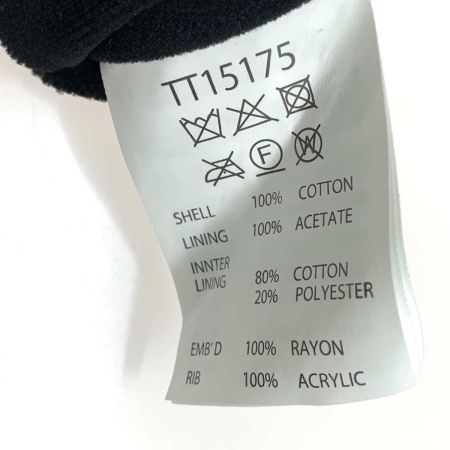 TT15175
F W
SHELL 100% COTTON
LINING 100% ACETATE
INNTER
LINING 80% COTTON
20% POLYESTER
EMB'D 100% RAYON
RIB 100% ACRYLIC